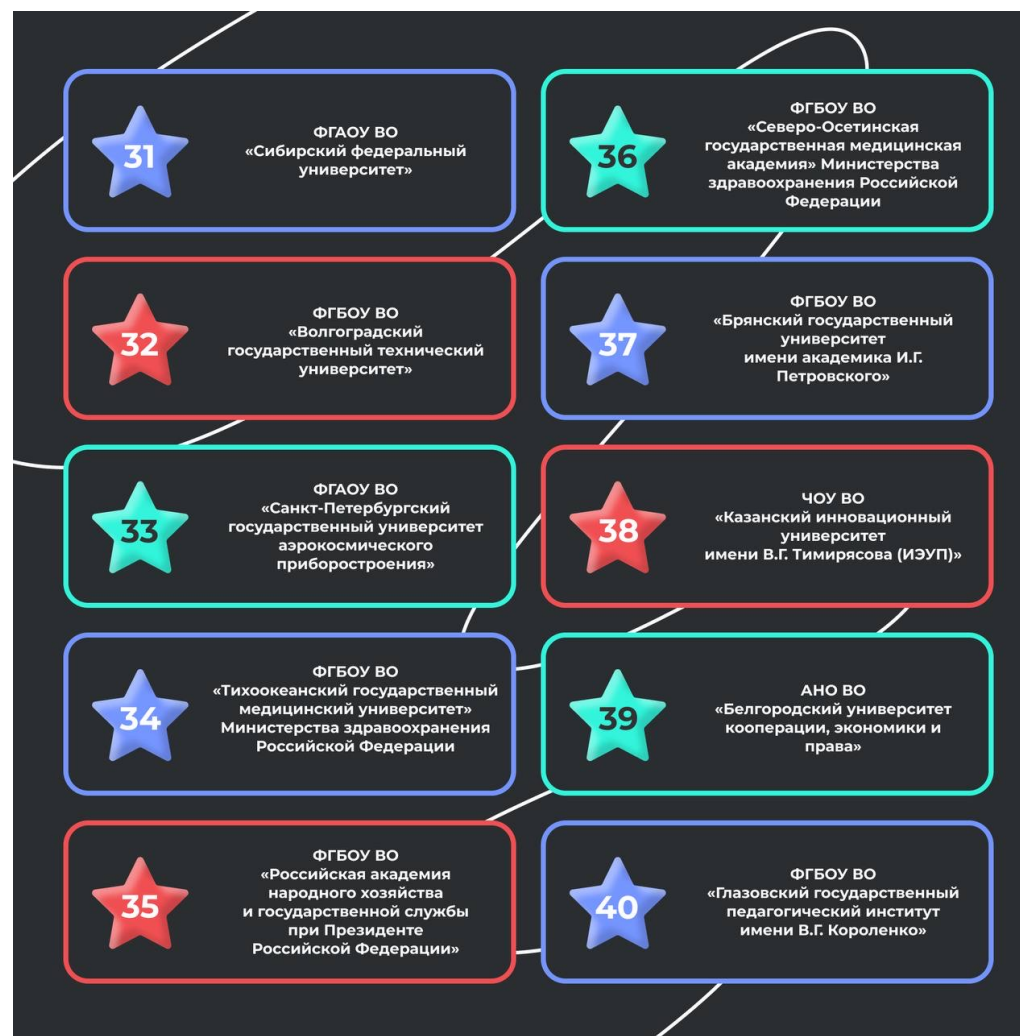 31
ФГАОУ ВО
«Сибирский федеральный
университет»
32
ФГБОУ ВО
«Волгоградский
государственный технический
университет»
33
ФГАОУ ВО
«Санкт-Петербургский
государственный университет
аэрокосмического
приборостроения»
34
ФГБОУ ВО
«Тихоокеанский государственный
медицинский университет»
Министерства здравоохранения
Российской Федерации
35
ФГБОУ ВО
«Российская академия
народного хозяйства
и государственной службы
при Президенте
Российской Федерации»
36
ФГБОУ ВО
«Северо-Осетинская
государственная медицинская
академия» Министерства
здравоохранения Российской
Федерации
37
ФГБОУ ВО
«Брянский государственный
университет
имени академика И.Г.
Петровского»
38
ЧОУ ВО
«Казанский инновационный
университет
имени В.Г. Тимирясова (ИЭУП)»
39
АНО ВО
«Белгородский университет
кооперации, экономики и
права»
40
ФГБОУ ВО
«Глазовский государственный
педагогический институт
имени В.Г. Короленко»